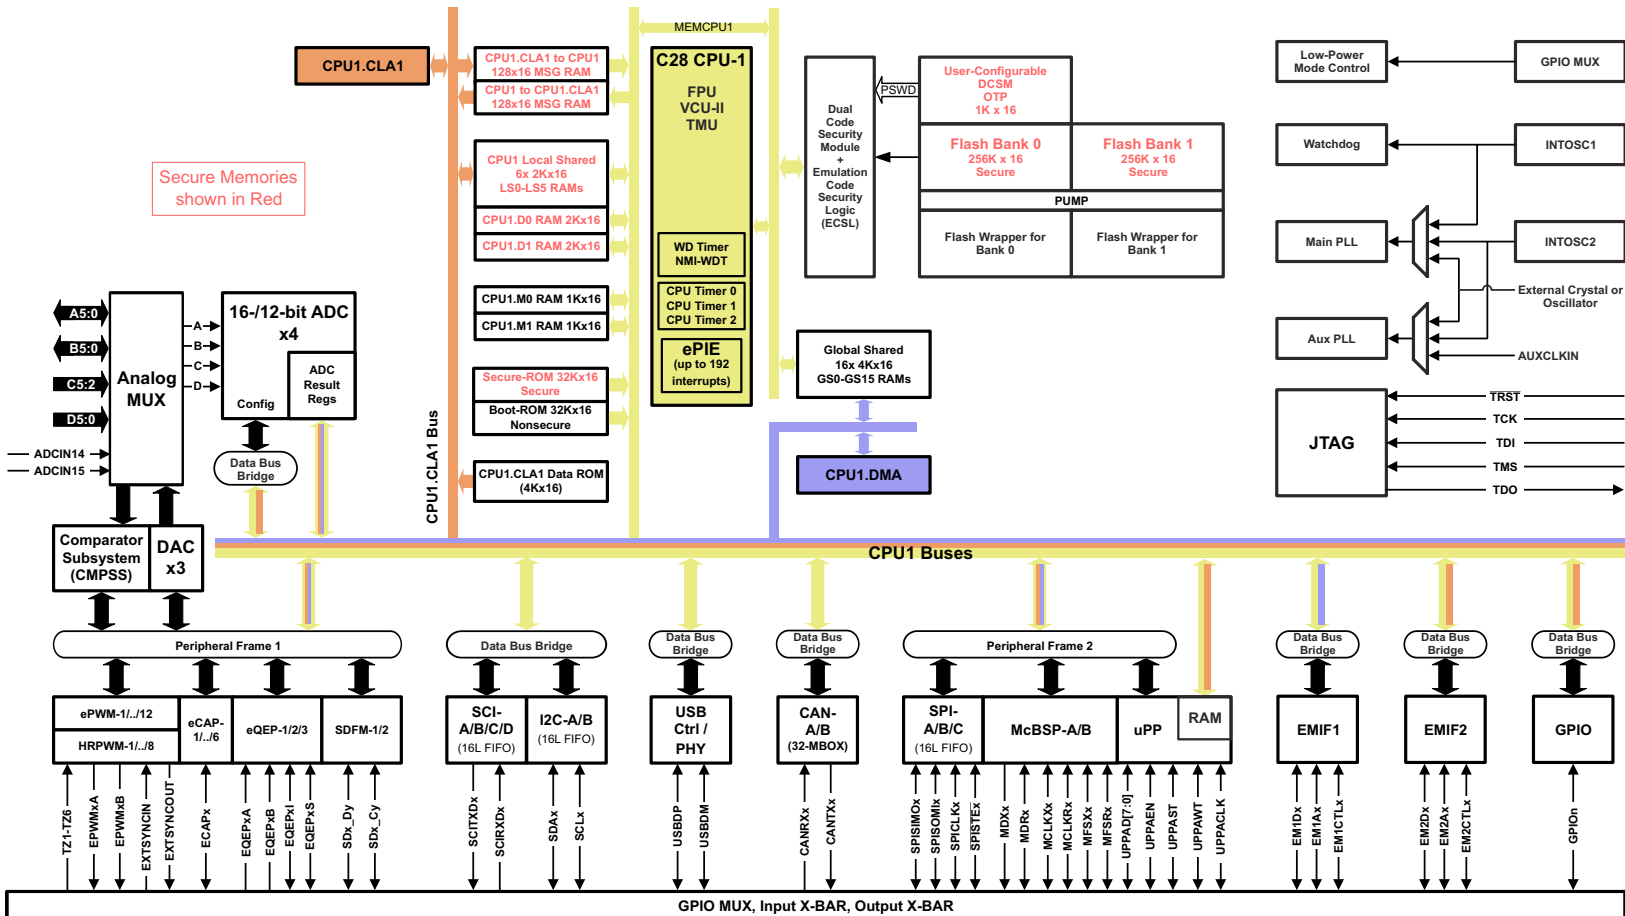 MEMCPU1
CPU1.CLA1
CPU1.CLA1 to CPU1
128x16 MSG RAM
CPU1 to CPU1.CLA1
128x16 MSG RAM
CPU1 Local Shared
6x 2Kx16
LS0-LS5 RAMs
CPU1.D0 RAM 2Kx16
CPU1.D1 RAM 2Kx16
CPU1.M0 RAM 1Kx16
CPU1.M1 RAM 1Kx16
Secure-ROM 32Kx16
Secure
Boot-ROM 32Kx16
Nonsecure
CPU1.CLA1 Data ROM
(4Kx16)
CPU1.CLA1 Bus
C28 CPU-1
FPU
VCU-II
TMU
WD Timer
NMI-WDT
CPU Timer 0
CPU Timer 1
CPU Timer 2
ePIE
(up to 192
interrupts)
Dual
Code
Security
Module
+
Emulation
Code
Security
Logic
(ECSL)
PSWD
User-Configurable
DCSM
OTP
1K x 16
Flash Bank 0
256K x 16
Secure
Flash Bank 1
256K x 16
Secure
PUMP
Flash Wrapper for
Bank 0
Flash Wrapper for
Bank 1
Global Shared
16x 4Kx16
GS0-GS15 RAMs
CPU1.DMA
Low-Power
Mode Control
GPIO MUX
Watchdog
INTOSC1
Main PLL
INTOSC2
External Crystal or
Oscillator
Aux PLL
AUXCLKIN
JTAG
TRST
TCK
TDI
TMS
TDO
Secure Memories
shown in Red
A5:0
B5:0
C5:2
D5:0
ADCIN14
ADCIN15
Analog
MUX
A
B
C
D
16-/12-bit ADC
x4
ADC
Result
Regs
Config
Data Bus
Bridge
Comparator
Subsystem
(CMPSS)
DAC
x3
CPU1 Buses
Peripheral Frame 1
Data Bus Bridge
Data Bus
Bridge
Data Bus
Bridge
Peripheral Frame 2
Data Bus
Bridge
Data Bus
Bridge
Data Bus
Bridge
ePWM-1/../12
HRPWM-1/../8
eCAP-
1/../6
eQEP-1/2/3
SDFM-1/2
SCI-
A/B/C/D
(16L FIFO)
I2C-A/B
(16L FIFO)
USB
Ctrl /
PHY
CAN-
A/B
(32-MBOX)
SPI-
A/B/C
(16L FIFO)
McBSP-A/B
uPP
RAM
EMIF1
EMIF2
GPIO
TZ1-TZ6
EPWMxA
EPWMxB
EXTSYNCIN
EXTSYNCOUT
ECAPx
EQEPxA
EQEPxB
EQEPxI
EQEPxS
SDx_Dy
SDx_Cy
SCITXDx
SCIRXDx
SDAx
SCLx
USBDP
USBDM
CANRXx
CANTXx
SPISIMOx
SPISOMIx
SPICLKx
SPISTEx
MDXx
MDRx
MCLKXx
MCLKRx
MFSXx
MFSRx
UPPAD[7:0]
UPPAEN
UPPAST
UPPAWT
UPPACLK
EM1Dx
EM1Ax
EM1CTLx
EM2Dx
EM2Ax
EM2CTLx
GPIOn
GPIO MUX, Input X-BAR, Output X-BAR